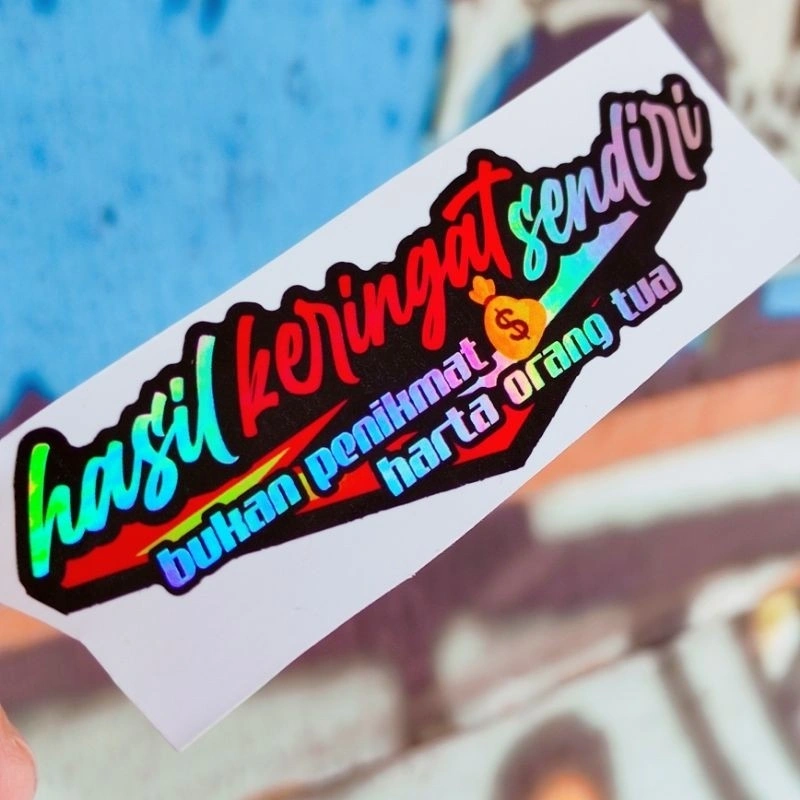 hasil keringat sendiri
bukan penikmat
harta orang tua